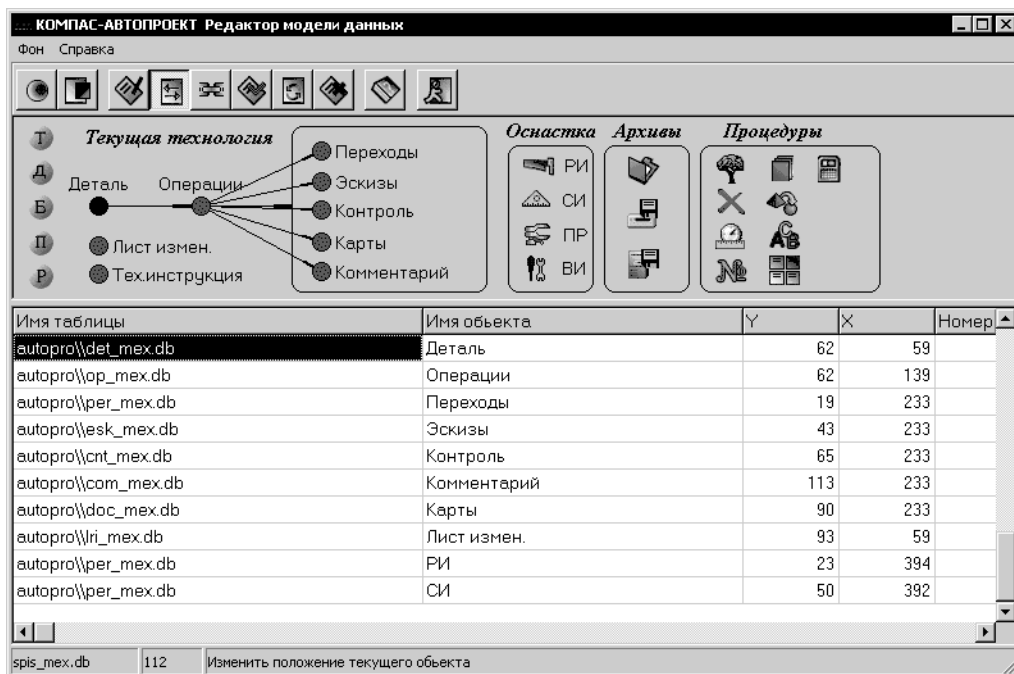 КОМПАС-АВТОПРОЕКТ Редактор модели данных
Фон Справка
Текущая технология Оснастка Архивы Процедуры
Т
Д
Б
П
Р
Деталь Операции
Лист измен.
Тех.инструкция
Переходы
Эскизы
Контроль
Карты
Комментарий
РИ
СИ
ПР
ВИ
№
ACB
Имя таблицы Имя обьекта Y X Номер
autopro\\det_mex.db Деталь 62 59
autopro\\op_mex.db Операции 62 139
autopro\\per_mex.db Переходы 19 233
autopro\\esk_mex.db Эскизы 43 233
autopro\\cnt_mex.db Контроль 65 233
autopro\\com_mex.db Комментарий 113 233
autopro\\doc_mex.db Карты 90 233
autopro\\lri_mex.db Лист измен. 93 59
autopro\\per_mex.db РИ 23 394
autopro\\per_mex.db СИ 50 392
spis_mex.db 112 Изменить положение текущего обьекта